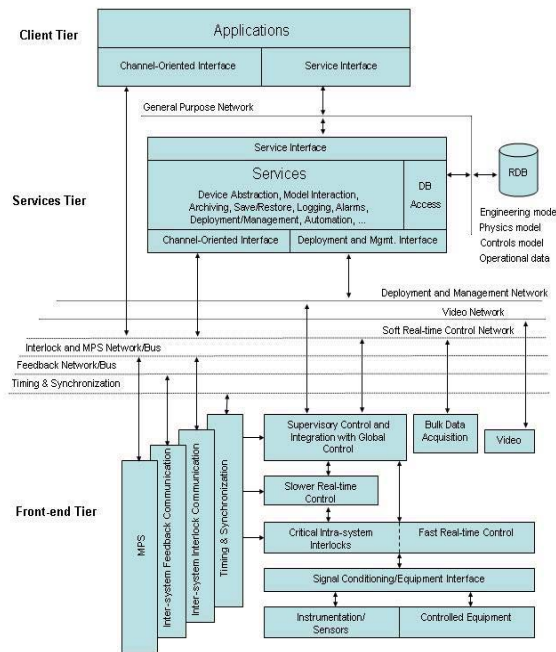 Client Tier
Applications
Channel-Oriented Interface
Service Interface
General Purpose Network
Service Interface
Services Tier
Services
Device Abstraction, Model Interaction,
Archiving, Save/Restore, Logging, Alarms,
Deployment/Management, Automation, ...
DB
Access
RDB
Engineering mode
Physics model
Controls model
Operational data
Channel-Oriented Interface
Deployment and Mgmt. Interface
Deployment and Management Network
Video Network
Soft Real-time Control Network
Interlock and MPS Network/Bus
Feedback Network/Bus
Timing & Synchronization
Front-end Tier
MPS
Inter-system Feedback Communication
Inter-system Interlock Communication
Timing & Synchronization
Supervisory Control and
Integration with Global
Control
Bulk Data
Acquisition
Video
Slower Real-time
Control
Critical Intra-system
Interlocks
Fast Real-time Control
Signal Conditioning/Equipment Interface
Instrumentation/
Sensors
Controlled Equipment